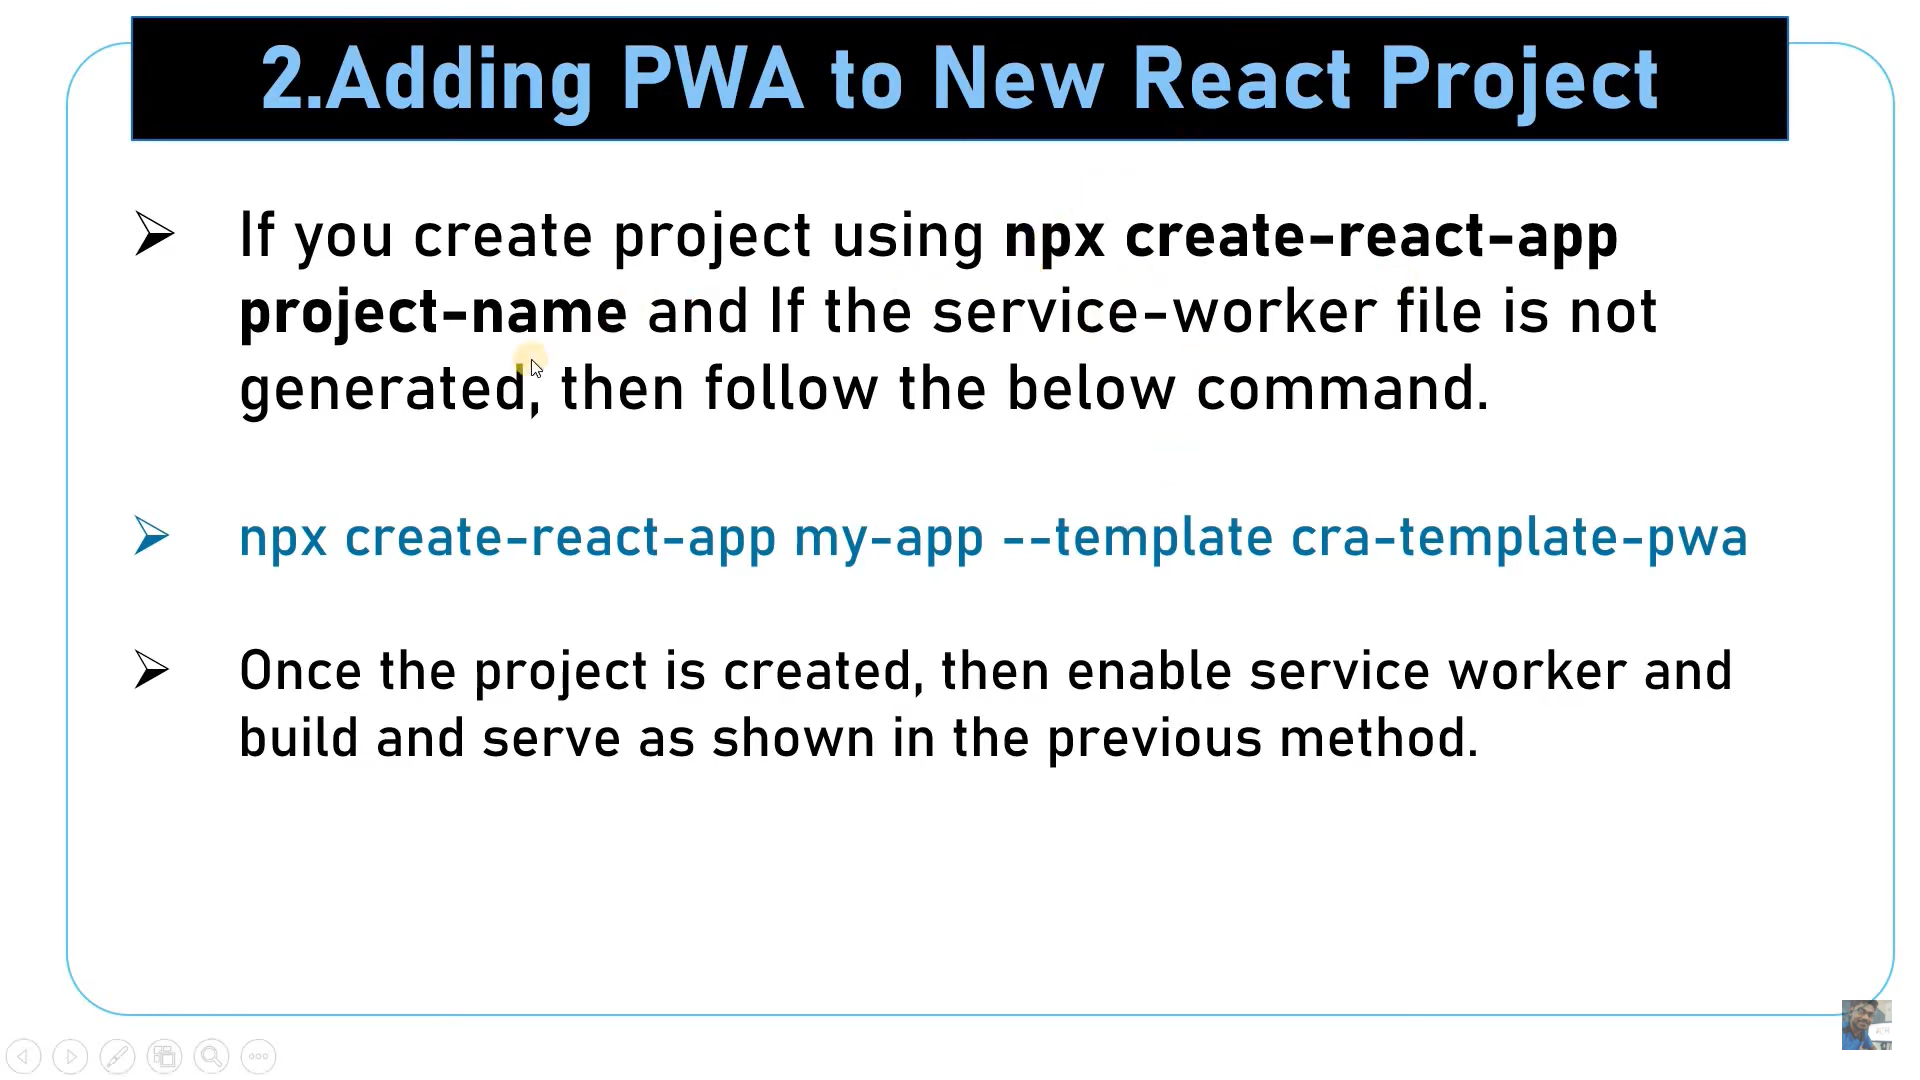 2.Adding PWA to New React Project
If you create project using npx create-react-app
project-name and If the service-worker file is not
generated, then follow the below command.
npx create-react-app my-app --template cra-template-pwa
Once the project is created, then enable service worker and
build and serve as shown in the previous method.